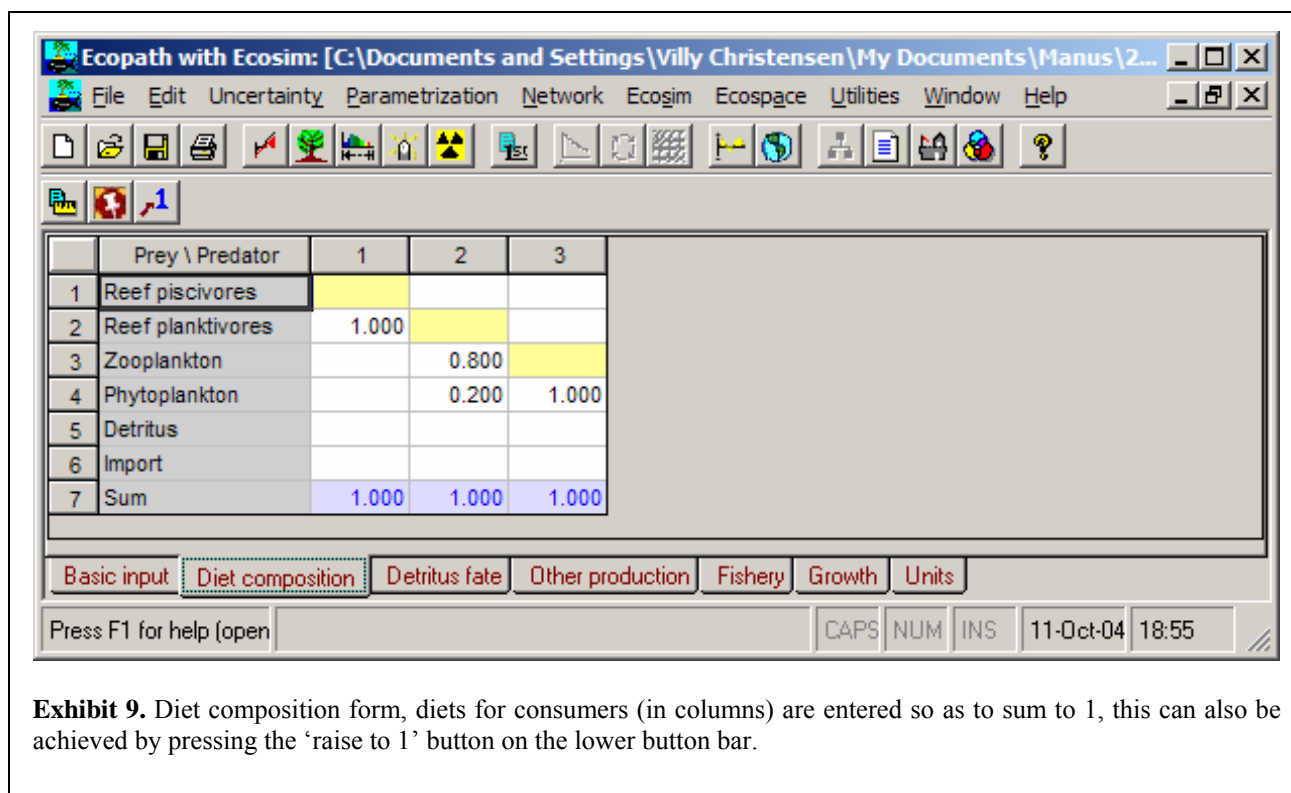 Ecopath with Ecosim: [C:\Documents and Settings\Villy Christensen\My Documents\Manus\2...
File Edit Uncertainty Parametrization Network Ecosim Ecospace Utilities Window Help
1st
1
Prey \ Predator 1 2 3
1 Reef piscivores
2 Reef planktivores 1.000
3 Zooplankton 0.800
4 Phytoplankton 0.200 1.000
5 Detritus
6 Import
7 Sum 1.000 1.000 1.000
Basic input Diet composition Detritus fate Other production Fishery Growth Units
Press F1 for help (open CAPS NUM INS 11-Oct-04 18:55
Exhibit 9. Diet composition form, diets for consumers (in columns) are entered so as to sum to 1, this can also be
achieved by pressing the ‘raise to 1’ button on the lower button bar.